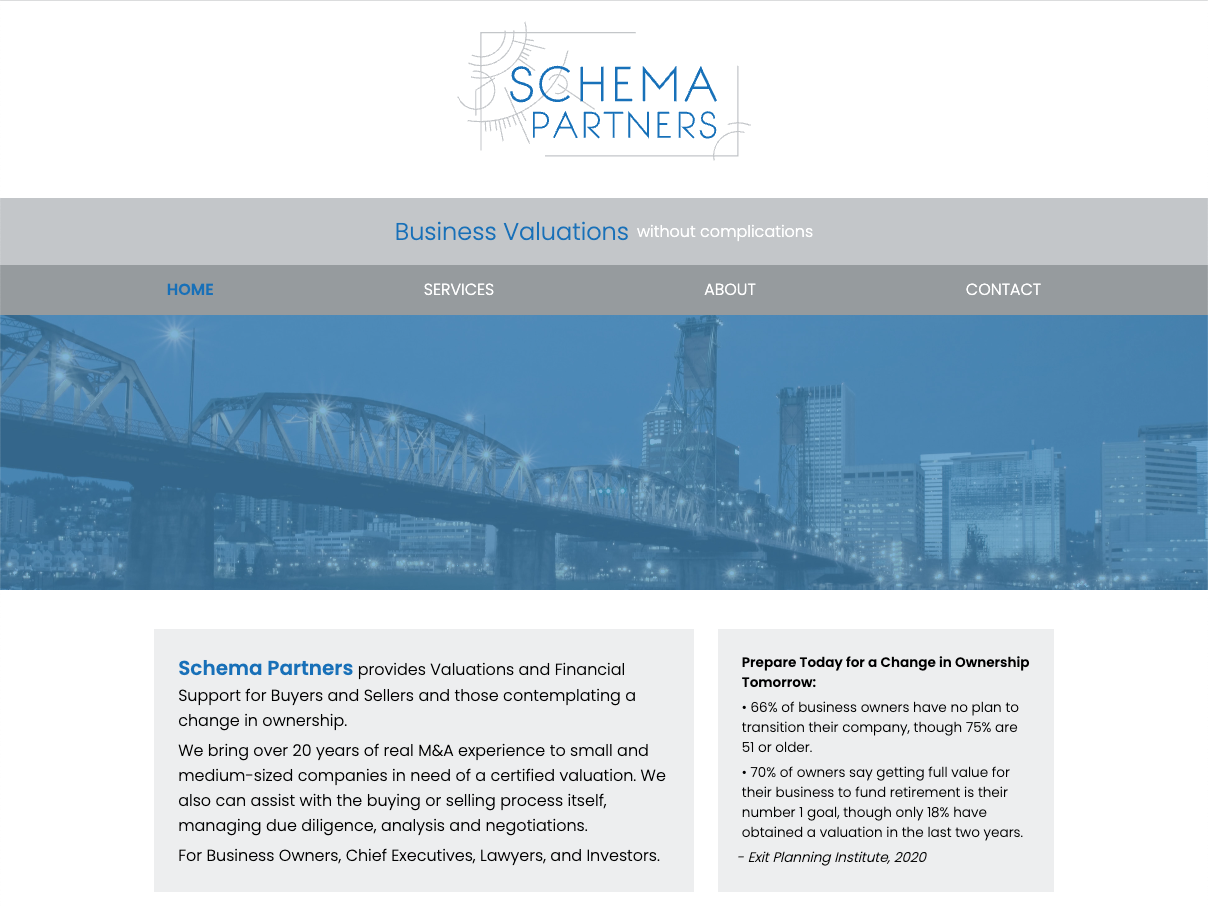 SCHEMA
PARTNERS
Business Valuations without complications
HOME SERVICES ABOUT CONTACT
Schema Partners provides Valuations and Financial
Support for Buyers and Sellers and those contemplating a
change in ownership.
We bring over 20 years of real M&A experience to small and
medium-sized companies in need of a certified valuation. We
also can assist with the buying or selling process itself,
managing due diligence, analysis and negotiations.
For Business Owners, Chief Executives, Lawyers, and Investors.
Prepare Today for a Change in Ownership
Tomorrow:
• 66% of business owners have no plan to
transition their company, though 75% are
51 or older.
• 70% of owners say getting full value for
their business to fund retirement is their
number 1 goal, though only 18% have
obtained a valuation in the last two years.
- Exit Planning Institute, 2020